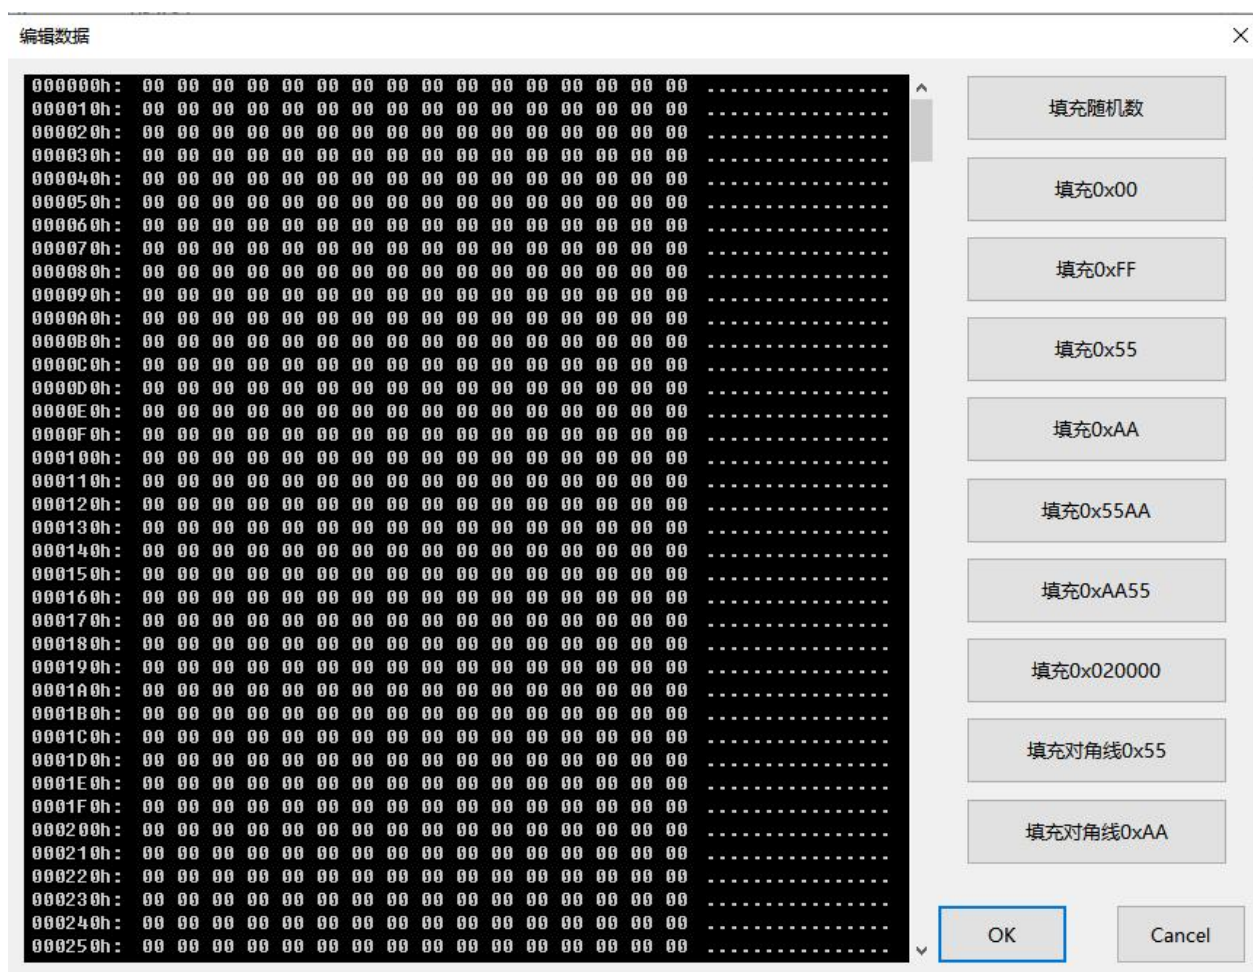 编辑数据
000000h: 00 00 00 00 00 00 00 00 00 00 00 00 00 00 00 00 ................
000010h: 00 00 00 00 00 00 00 00 00 00 00 00 00 00 00 00 ................
000020h: 00 00 00 00 00 00 00 00 00 00 00 00 00 00 00 00 ................
000030h: 00 00 00 00 00 00 00 00 00 00 00 00 00 00 00 00 ................
000040h: 00 00 00 00 00 00 00 00 00 00 00 00 00 00 00 00 ................
000050h: 00 00 00 00 00 00 00 00 00 00 00 00 00 00 00 00 ................
000060h: 00 00 00 00 00 00 00 00 00 00 00 00 00 00 00 00 ................
000070h: 00 00 00 00 00 00 00 00 00 00 00 00 00 00 00 00 ................
000080h: 00 00 00 00 00 00 00 00 00 00 00 00 00 00 00 00 ................
000090h: 00 00 00 00 00 00 00 00 00 00 00 00 00 00 00 00 ................
0000A0h: 00 00 00 00 00 00 00 00 00 00 00 00 00 00 00 00 ................
0000B0h: 00 00 00 00 00 00 00 00 00 00 00 00 00 00 00 00 ................
0000C0h: 00 00 00 00 00 00 00 00 00 00 00 00 00 00 00 00 ................
0000D0h: 00 00 00 00 00 00 00 00 00 00 00 00 00 00 00 00 ................
0000E0h: 00 00 00 00 00 00 00 00 00 00 00 00 00 00 00 00 ................
0000F0h: 00 00 00 00 00 00 00 00 00 00 00 00 00 00 00 00 ................
000100h: 00 00 00 00 00 00 00 00 00 00 00 00 00 00 00 00 ................
000110h: 00 00 00 00 00 00 00 00 00 00 00 00 00 00 00 00 ................
000120h: 00 00 00 00 00 00 00 00 00 00 00 00 00 00 00 00 ................
000130h: 00 00 00 00 00 00 00 00 00 00 00 00 00 00 00 00 ................
000140h: 00 00 00 00 00 00 00 00 00 00 00 00 00 00 00 00 ................
000150h: 00 00 00 00 00 00 00 00 00 00 00 00 00 00 00 00 ................
000160h: 00 00 00 00 00 00 00 00 00 00 00 00 00 00 00 00 ................
000170h: 00 00 00 00 00 00 00 00 00 00 00 00 00 00 00 00 ................
000180h: 00 00 00 00 00 00 00 00 00 00 00 00 00 00 00 00 ................
000190h: 00 00 00 00 00 00 00 00 00 00 00 00 00 00 00 00 ................
0001A0h: 00 00 00 00 00 00 00 00 00 00 00 00 00 00 00 00 ................
0001B0h: 00 00 00 00 00 00 00 00 00 00 00 00 00 00 00 00 ................
0001C0h: 00 00 00 00 00 00 00 00 00 00 00 00 00 00 00 00 ................
0001D0h: 00 00 00 00 00 00 00 00 00 00 00 00 00 00 00 00 ................
0001E0h: 00 00 00 00 00 00 00 00 00 00 00 00 00 00 00 00 ................
0001F0h: 00 00 00 00 00 00 00 00 00 00 00 00 00 00 00 00 ................
000200h: 00 00 00 00 00 00 00 00 00 00 00 00 00 00 00 00 ................
000210h: 00 00 00 00 00 00 00 00 00 00 00 00 00 00 00 00 ................
000220h: 00 00 00 00 00 00 00 00 00 00 00 00 00 00 00 00 ................
000230h: 00 00 00 00 00 00 00 00 00 00 00 00 00 00 00 00 ................
000240h: 00 00 00 00 00 00 00 00 00 00 00 00 00 00 00 00 ................
000250h: 00 00 00 00 00 00 00 00 00 00 00 00 00 00 00 00 ................
填充随机数
填充0x00
填充0xFF
填充0x55
填充0xAA
填充0x55AA
填充0xAA55
填充0x020000
填充对角线0x55
填充对角线0xAA
OK
Cancel